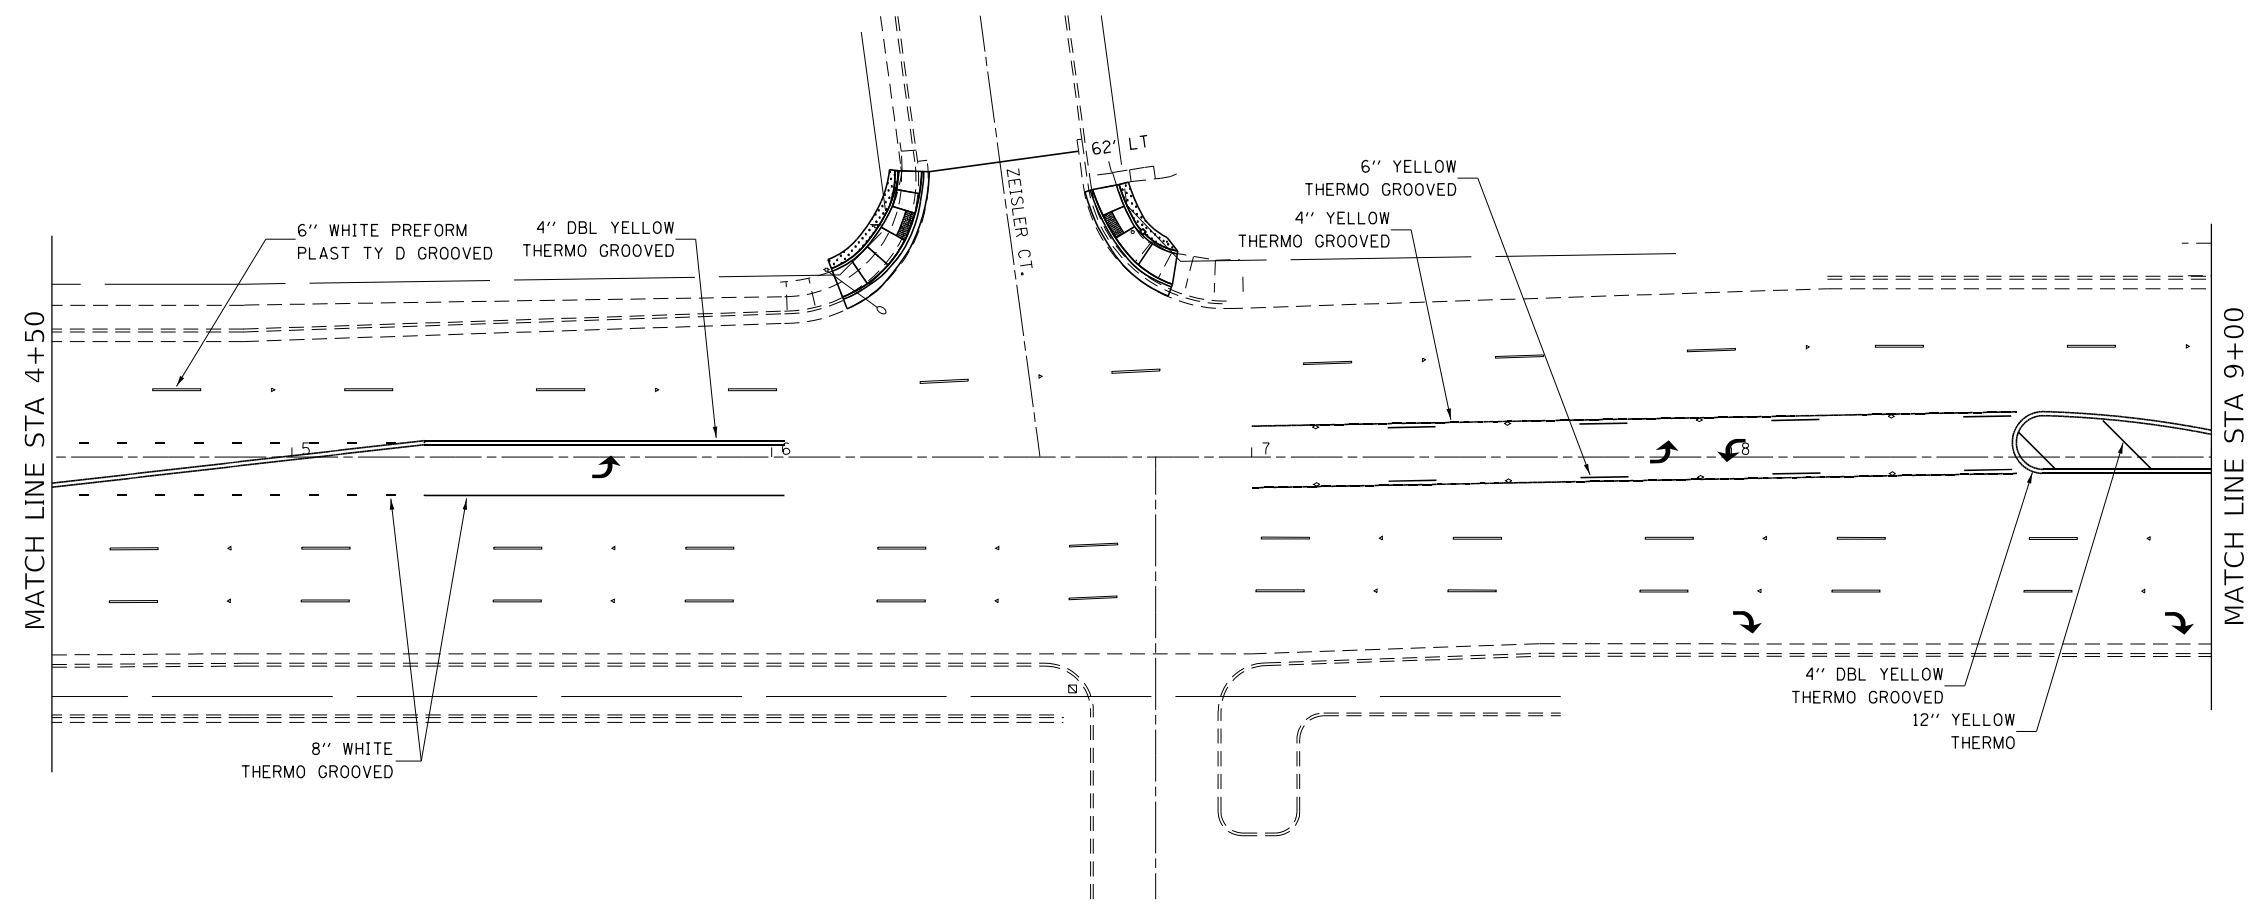 62' LT
6'' YELLOW
THERMO GROOVED
4'' YELLOW
THERMO GROOVED
6'' WHITE PREFORM
PLAST TY D GROOVED
4'' DBL YELLOW
THERMO GROOVED
ZEISLER CT.
MATCH LINE STA 4+50
MATCH LINE STA 9+00
5
6
7
8
4'' DBL YELLOW
THERMO GROOVED
12'' YELLOW
THERMO
8'' WHITE
THERMO GROOVED